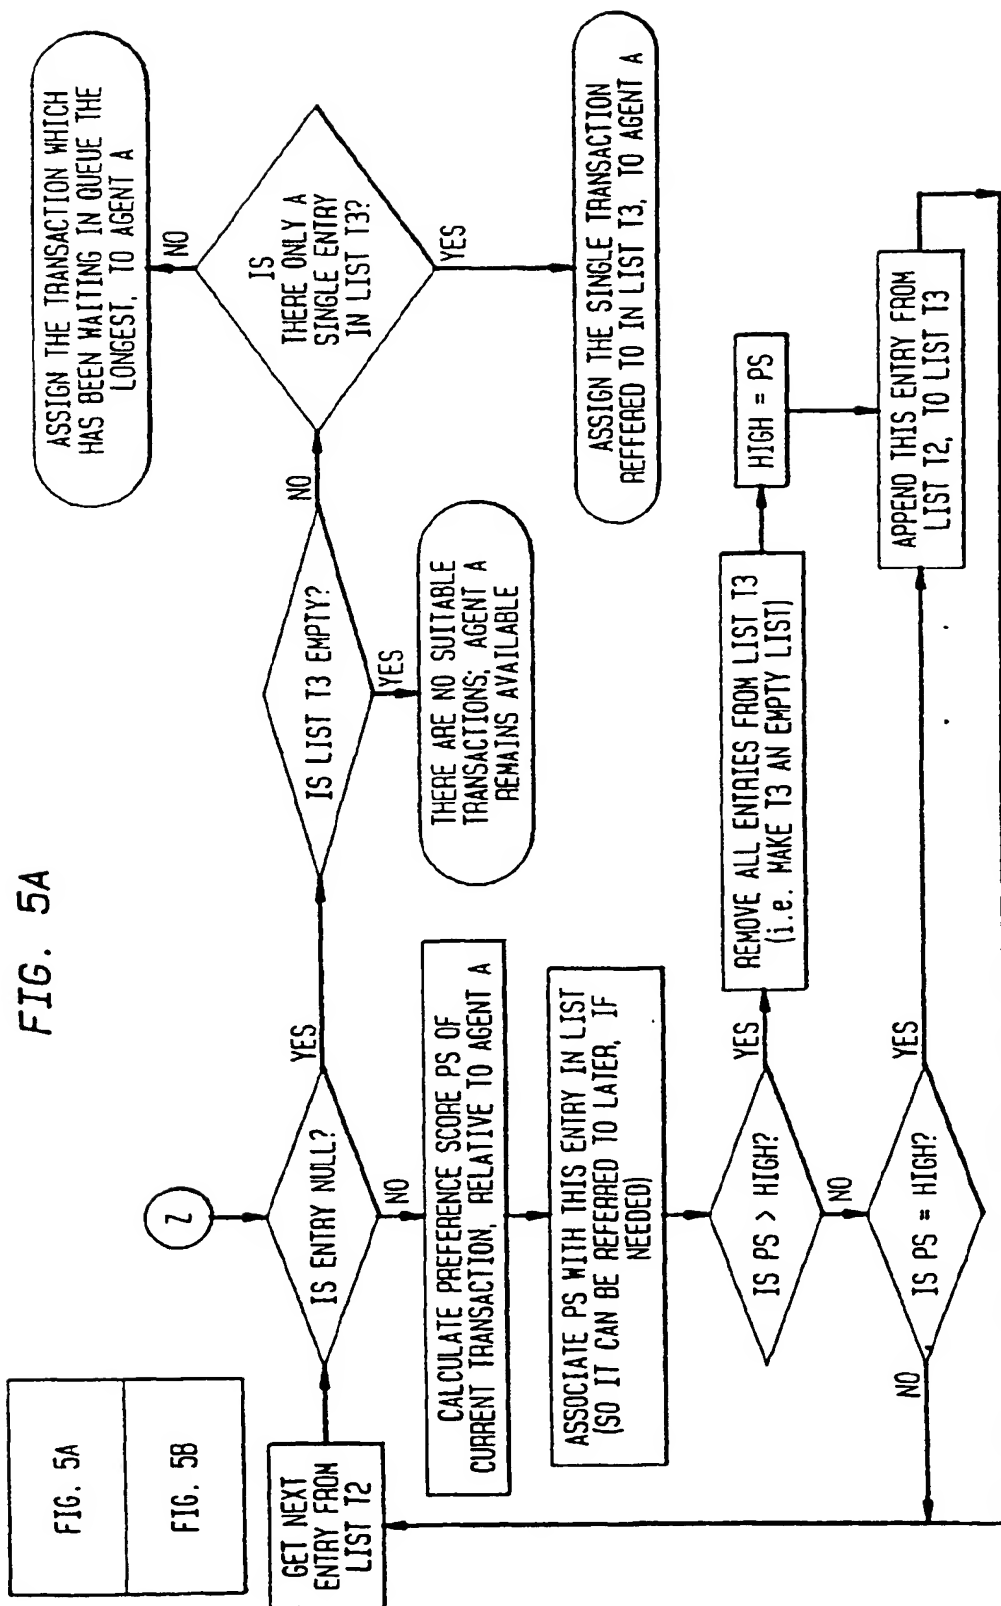 FIG. 5A
FIG. 5A
FIG. 5B
Z
GET NEXT
ENTRY FROM
LIST T2
IS ENTRY NULL?
YES
NO
IS LIST T3 EMPTY?
NO
YES
IS
THERE ONLY A
SINGLE ENTRY
IN LIST T3?
NO
YES
ASSIGN THE TRANSACTION WHICH
HAS BEEN WAITING IN QUEUE THE
LONGEST, TO AGENT A
THERE ARE NO SUITABLE
TRANSACTIONS; AGENT A
REMAINS AVAILABLE
ASSIGN THE SINGLE TRANSACTION
REFFERED TO IN LIST T3, TO AGENT A
CALCULATE PREFERENCE SCORE PS OF
CURRENT TRANSACTION, RELATIVE TO AGENT A
ASSOCIATE PS WITH THIS ENTRY IN LIST
(SO IT CAN BE REFERRED TO LATER, IF
NEEDED)
IS PS > HIGH?
YES
NO
REMOVE ALL ENTRIES FROM LIST T3
(i.e. MAKE T3 AN EMPTY LIST)
HIGH = PS
IS PS = HIGH?
YES
NO
APPEND THIS ENTRY FROM
LIST T2, TO LIST T3